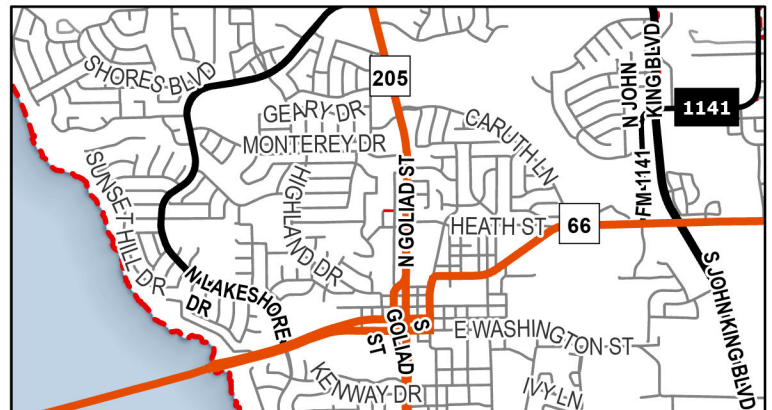 SHORES BLVD
205
GEARY DR
MONTEREY DR
CARUTH LN
N JOHN
KING BLVD
1141
FM-1141
SUNSET HILL DR
HIGHLAND DR
N GOLIAD ST
HEATH ST
66
N LAKESHORE
DR
S
GOLIAD
ST
E WASHINGTON ST
S JOHN KING BLVD
KENWAY DR
IVY LN